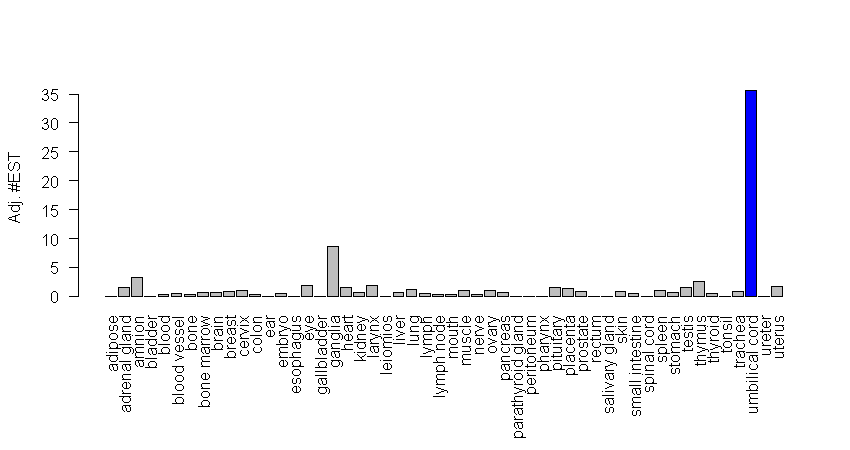 Adj. #EST
35
30
25
20
15
10
5
0
adipose
adrenal gland
amnion
bladder
blood
blood vessel
bone
bone marrow
brain
breast
cervix
colon
ear
embryo
esophagus
eye
gallbladder
ganglia
heart
kidney
larynx
leiomios
liver
lung
lymph
lymph node
mouth
muscle
nerve
ovary
pancreas
parathyroid gland
peritoneum
pharynx
pituitary
placenta
prostate
rectum
salivary gland
skin
small intestine
spinal cord
spleen
stomach
testis
thymus
thyroid
tonsil
trachea
umbilical cord
ureter
uterus